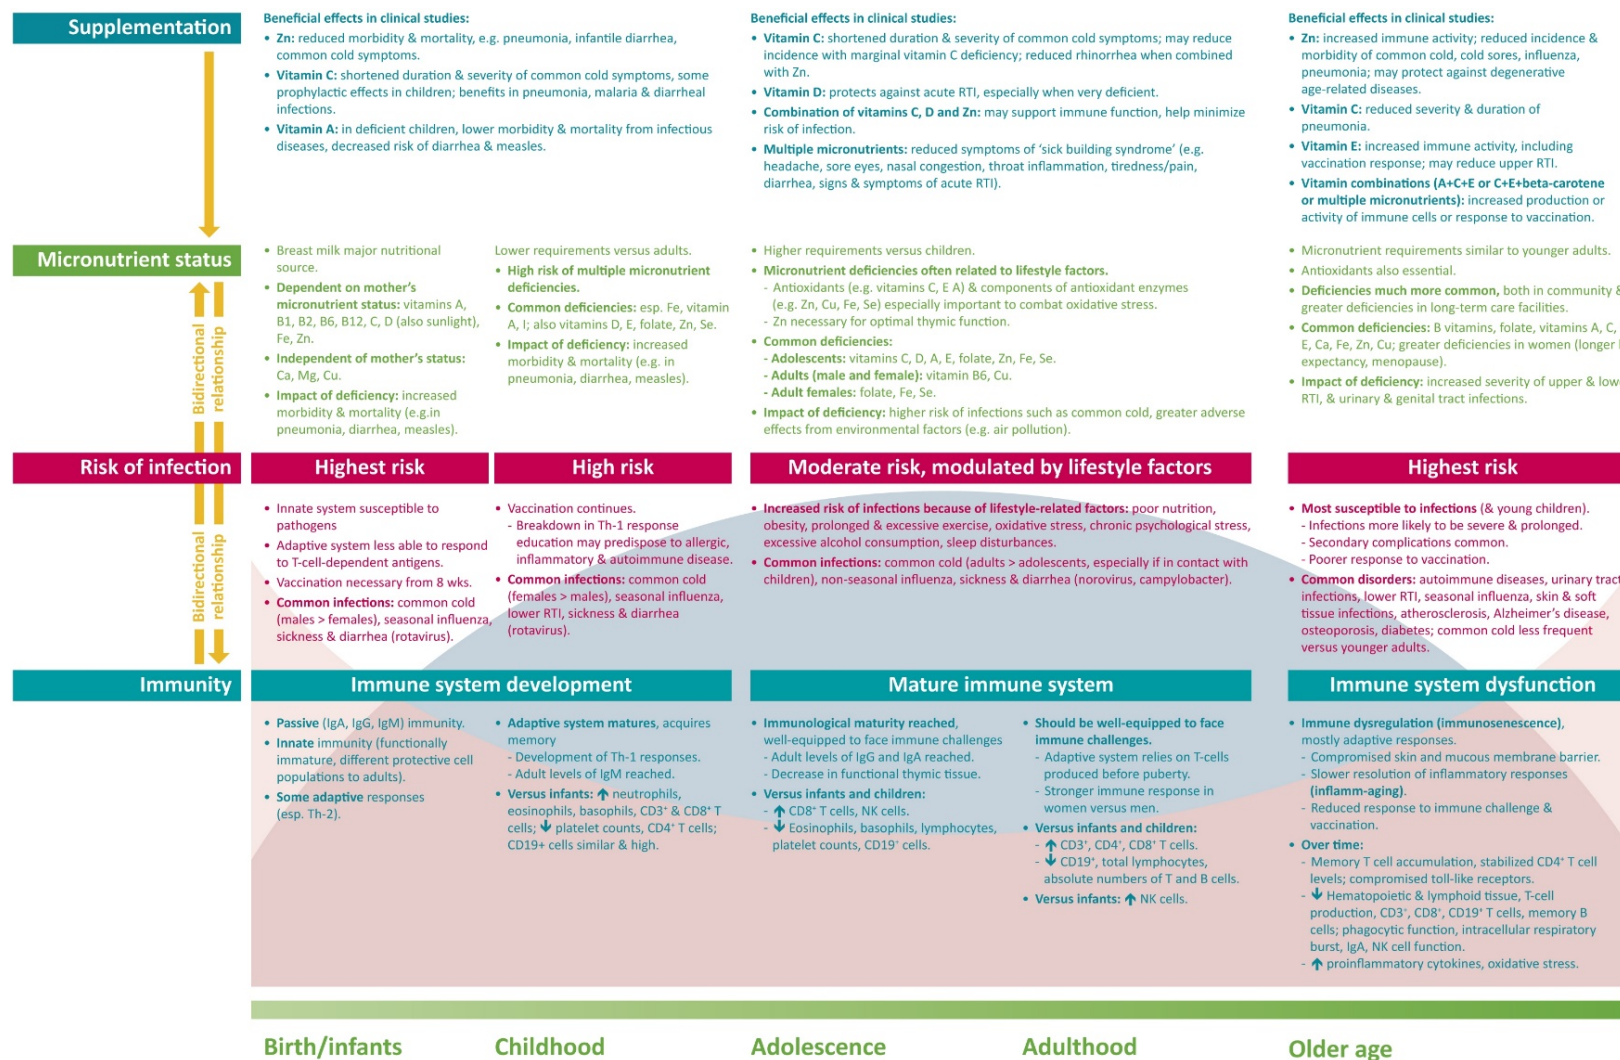 Supplementation
Beneficial effects in clinical studies:
• Zn: reduced morbidity & mortality, e.g. pneumonia, infantile diarrhea,
common cold symptoms.
• Vitamin C: shortened duration & severity of common cold symptoms, some
prophylactic effects in children; benefits in pneumonia, malaria & diarrheal
infections.
• Vitamin A: in deficient children, lower morbidity & mortality from infectious
diseases, decreased risk of diarrhea & measles.
Beneficial effects in clinical studies:
• Vitamin C: shortened duration & severity of common cold symptoms; may reduce
incidence with marginal vitamin C deficiency; reduced rhinorrhea when combined
with Zn.
• Vitamin D: protects against acute RTI, especially when very deficient.
• Combination of vitamins C, D and Zn: may support immune function, help minimize
risk of infection.
• Multiple micronutrients: reduced symptoms of ‘sick building syndrome’ (e.g.
headache, sore eyes, nasal congestion, throat inflammation, tiredness/pain,
diarrhea, signs & symptoms of acute RTI).
Beneficial effects in clinical studies:
• Zn: increased immune activity; reduced incidence &
morbidity of common cold, cold sores, influenza,
pneumonia; may protect against degenerative
age-related diseases.
• Vitamin C: reduced severity & duration of
pneumonia.
• Vitamin E: increased immune activity, including
vaccination response; may reduce upper RTI.
• Vitamin combinations (A+C+E or C+E+beta-carotene
or multiple micronutrients): increased production or
activity of immune cells or response to vaccination.
Micronutrient status
• Breast milk major nutritional
source.
• Dependent on mother’s
micronutrient status: vitamins A,
B1, B2, B6, B12, C, D (also sunlight),
Fe, Zn.
• Independent of mother’s status:
Ca, Mg, Cu.
• Impact of deficiency: increased
morbidity & mortality (e.g.in
pneumonia, diarrhea, measles).
Lower requirements versus adults.
• High risk of multiple micronutrient
deficiencies.
• Common deficiencies: esp. Fe, vitamin
A, I; also vitamins D, E, folate, Zn, Se.
• Impact of deficiency: increased
morbidity & mortality (e.g. in
pneumonia, diarrhea, measles).
• Higher requirements versus children.
• Micronutrient deficiencies often related to lifestyle factors.
- Antioxidants (e.g. vitamins C, E A) & components of antioxidant enzymes
(e.g. Zn, Cu, Fe, Se) especially important to combat oxidative stress.
- Zn necessary for optimal thymic function.
• Common deficiencies:
- Adolescents: vitamins C, D, A, E, folate, Zn, Fe, Se.
- Adults (male and female): vitamin B6, Cu.
- Adult females: folate, Fe, Se.
• Impact of deficiency: higher risk of infections such as common cold, greater adverse
effects from environmental factors (e.g. air pollution).
• Micronutrient requirements similar to younger adults.
• Antioxidants also essential.
• Deficiencies much more common, both in community &
greater deficiencies in long-term care facilities.
• Common deficiencies: B vitamins, folate, vitamins A, C,
E, Ca, Fe, Zn, Cu; greater deficiencies in women (longer
expectancy, menopause).
• Impact of deficiency: increased severity of upper &
RTI, & urinary & genital tract infections.
Bidirectional
relationship
Risk of infection
Highest risk
High risk
Moderate risk, modulated by lifestyle factors
Highest risk
• Innate system susceptible to
pathogens
• Adaptive system less able to respond
to T-cell-dependent antigens.
• Vaccination necessary from 8 wks.
• Common infections: common cold
(males > females), seasonal influenza,
sickness & diarrhea (rotavirus).
• Vaccination continues.
- Breakdown in Th-1 response
education may predispose to allergic,
inflammatory & autoimmune disease.
• Common infections: common cold
(females > males), seasonal influenza,
lower RTI, sickness & diarrhea
(rotavirus).
• Increased risk of infections because of lifestyle-related factors: poor nutrition,
obesity, prolonged & excessive exercise, oxidative stress, chronic psychological stress,
excessive alcohol consumption, sleep disturbances.
• Common infections: common cold (adults > adolescents, especially if in contact with
children), non-seasonal influenza, sickness & diarrhea (norovirus, campylobacter).
• Most susceptible to infections (& young children).
- Infections more likely to be severe & prolonged.
- Secondary complications common.
- Poorer response to vaccination.
• Common disorders: autoimmune diseases, urinary tract
infections, lower RTI, seasonal influenza, skin & soft
tissue infections, atherosclerosis, Alzheimer’s disease,
osteoporosis, diabetes; common cold less frequent
versus younger adults.
Bidirectional
relationship
Immunity
Immune system development
Mature immune system
Immune system dysfunction
• Passive (IgA, IgG, IgM) immunity.
• Innate immunity (functionally
immature, different protective cell
populations to adults).
• Some adaptive responses
(esp. Th-2).
• Adaptive system matures, acquires
memory
- Development of Th-1 responses.
- Adult levels of IgM reached.
• Versus infants: ↑ neutrophils,
eosinophils, basophils, CD3⁺ & CD8⁺ T
cells; ↓ platelet counts, CD4⁺ T cells;
CD19+ cells similar & high.
• Immunological maturity reached,
well-equipped to face immune challenges
- Adult levels of IgG and IgA reached.
- Decrease in functional thymic tissue.
• Versus infants and children:
- ↑ CD8⁺ T cells, NK cells.
- ↓ Eosinophils, basophils, lymphocytes,
platelet counts, CD19⁺ cells.
• Should be well-equipped to face
immune challenges.
- Adaptive system relies on T-cells
produced before puberty.
- Stronger immune response in
women versus men.
• Versus infants and children:
- ↑ CD3⁺, CD4⁺, CD8⁺ T cells.
- ↓ CD19⁺, total lymphocytes,
absolute numbers of T and B cells.
• Versus infants: ↑ NK cells.
• Immune dysregulation (immunosenescence),
mostly adaptive responses.
- Compromised skin and mucous membrane barrier.
- Slower resolution of inflammatory responses
(inflamm-aging).
- Reduced response to immune challenge &
vaccination.
• Over time:
- Memory T cell accumulation, stabilized CD4⁺ T cell
levels; compromised toll-like receptors.
- ↓ Hematopoietic & lymphoid tissue, T-cell
production, CD3⁺, CD8⁺, CD19⁺ T cells, memory B
cells; phagocytic function, intracellular respiratory
burst, IgA, NK cell function.
- ↑ proinflammatory cytokines, oxidative stress.
Birth/infants
Childhood
Adolescence
Adulthood
Older age